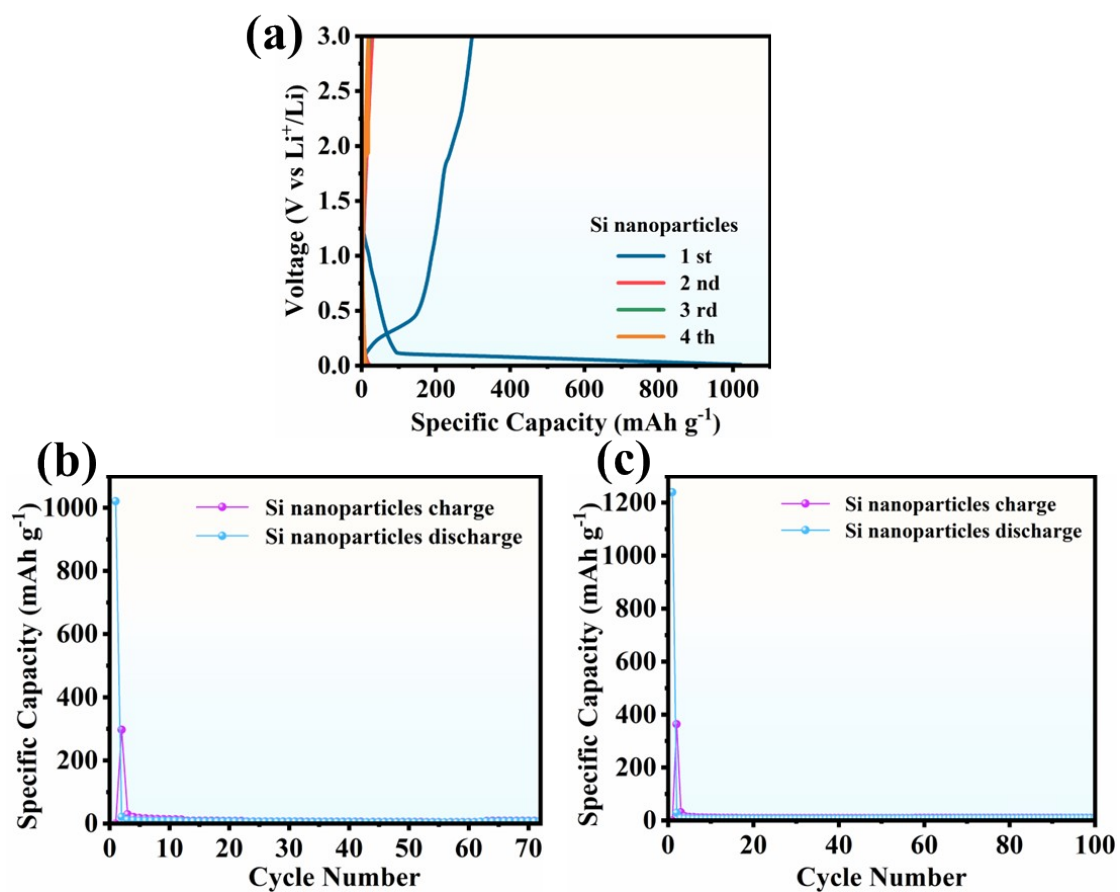 (a)
3.0
2.5
2.0
1.5
1.0
0.5
0.0
Voltage (V vs Li⁺/Li)
Si nanoparticles
1 st
2 nd
3 rd
4 th
0 200 400 600 800 1000
Specific Capacity (mAh g⁻¹)
(b)
1000
800
600
400
200
0
Specific Capacity (mAh g⁻¹)
Si nanoparticles charge
Si nanoparticles discharge
0 10 20 30 40 50 60 70
Cycle Number
(c)
1200
1000
800
600
400
200
0
Specific Capacity (mAh g⁻¹)
Si nanoparticles charge
Si nanoparticles discharge
0 20 40 60 80 100
Cycle Number